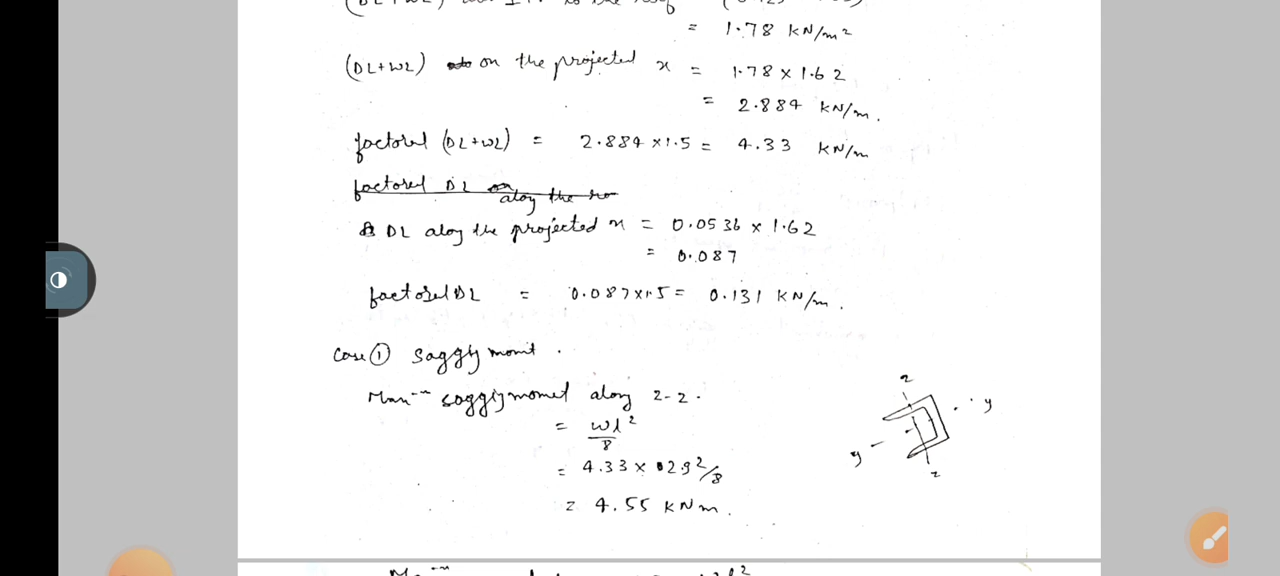 = 1.78 KN/m²
(DL+WL) on the projected x = 1.78 × 1.62
= 2.884 KN/m.
factored (DL+WL) = 2.884 × 1.5 = 4.33 KN/m
factored DL along the
DL along the projected x = 0.0536 × 1.62
= 0.087
factored DL = 0.087×1.5 = 0.131 KN/m.
Case ① Sagging momt.
Max-m sagging moment along z-z.
= wl²/8
= 4.33 × 2.9²/8
= 4.55 KNm.
z
y
y
z